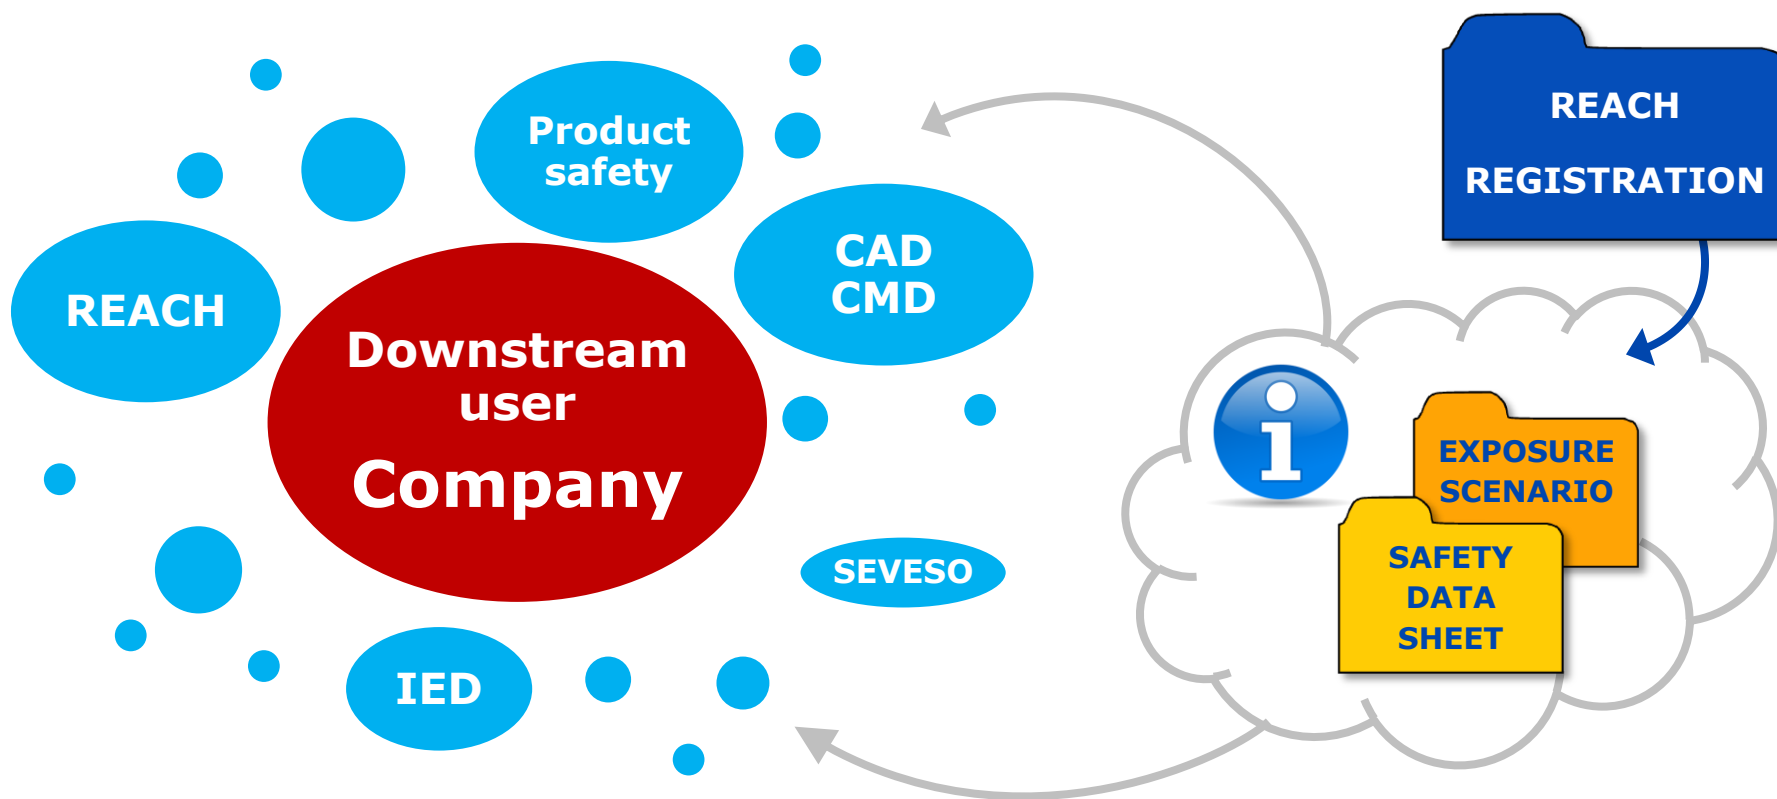 Product
safety
CAD
CMD
REACH
Downstream
user
Company
SEVESO
IED
REACH
REGISTRATION
i
EXPOSURE
SCENARIO
SAFETY
DATA
SHEET